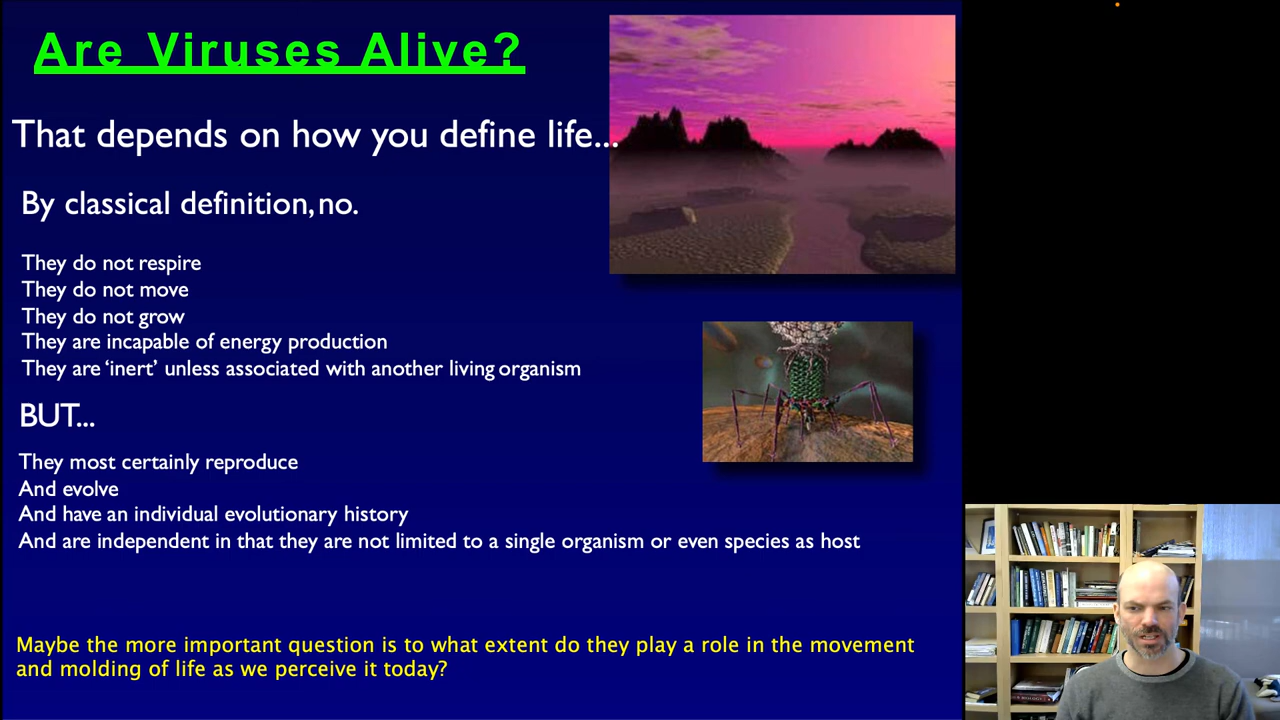 Are Viruses Alive?
That depends on how you define life...
By classical definition, no.
They do not respire
They do not move
They do not grow
They are incapable of energy production
They are ‘inert’ unless associated with another living organism
BUT...
They most certainly reproduce
And evolve
And have an individual evolutionary history
And are independent in that they are not limited to a single organism or even species as host
Maybe the more important question is to what extent do they play a role in the movement
and molding of life as we perceive it today?